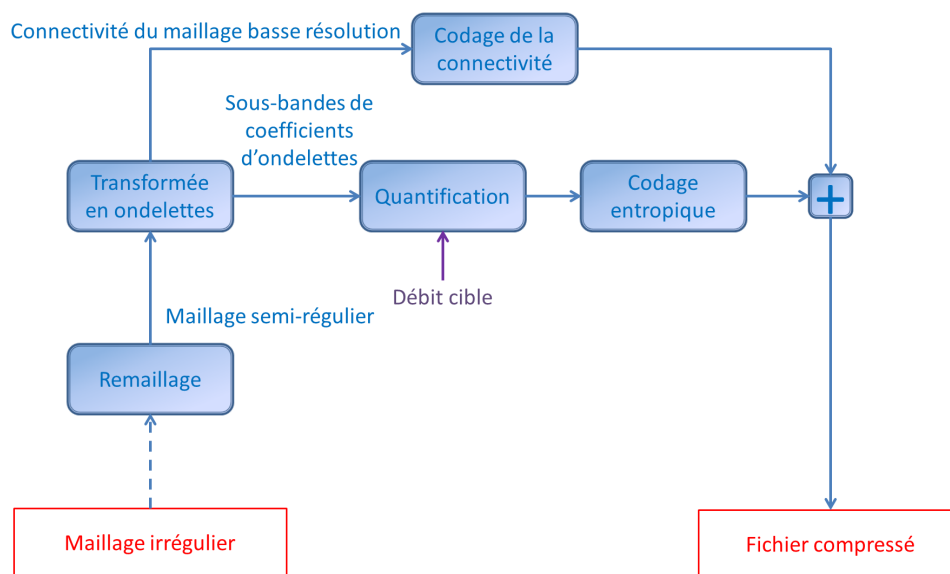 Connectivité du maillage basse résolution
Codage de la
connectivité
Sous-bandes de
coefficients
d'ondelettes
Transformée
en ondelettes
Quantification
Codage
entropique
+
Débit cible
Maillage semi-régulier
Remaillage
Maillage irrégulier
Fichier compressé